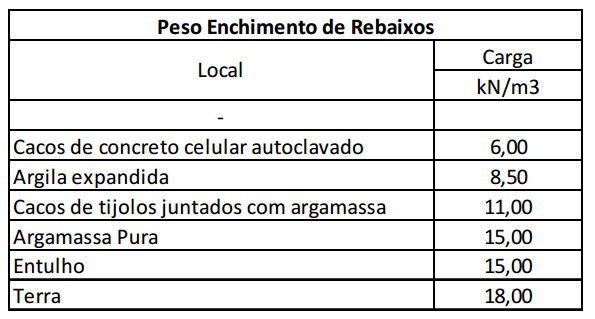 Peso Enchimento de Rebaixos
Local
Carga
kN/m3
-
Cacos de concreto celular autoclavado 6,00
Argila expandida 8,50
Cacos de tijolos juntados com argamassa 11,00
Argamassa Pura 15,00
Entulho 15,00
Terra 18,00